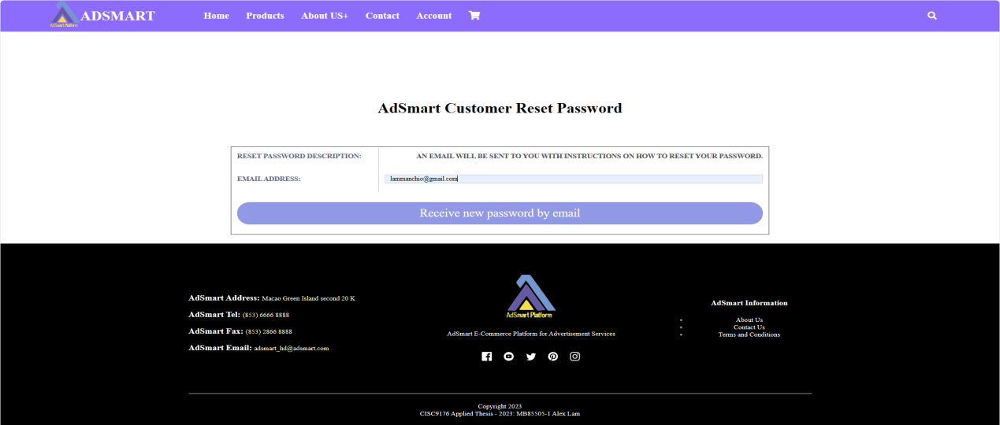 AdSmart Platform
ADSMART
Home Products About US+ Contact Account
AdSmart Customer Reset Password
RESET PASSWORD DESCRIPTION: AN EMAIL WILL BE SENT TO YOU WITH INSTRUCTIONS ON HOW TO RESET YOUR PASSWORD.
EMAIL ADDRESS: lammanchio@gmail.com
Receive new password by email
AdSmart Address: Macao Green Island second 20 K
AdSmart Tel: (853) 6666 8888
AdSmart Fax: (853) 2866 8888
AdSmart Email: adsmart_hd@adsmart.com
AdSmart Platform
AdSmart E-Commerce Platform for Advertisement Services
AdSmart Information
About Us
Contact Us
Terms and Conditions
Copyright 2023
CISC9176 Applied Thesis - 2023: MB85505-1 Alex Lam